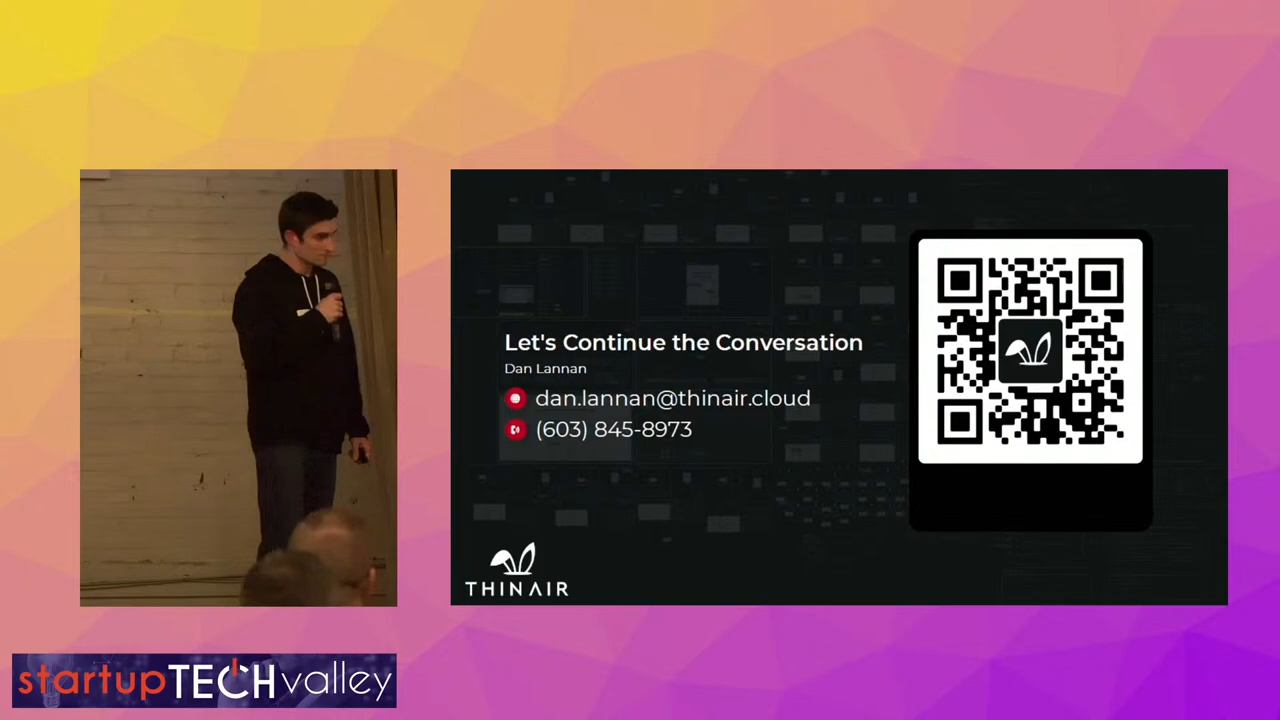 Let's Continue the Conversation
Dan Lannan
dan.lannan@thinair.cloud
(603) 845-8973
THINAIR
startupTECHvalley